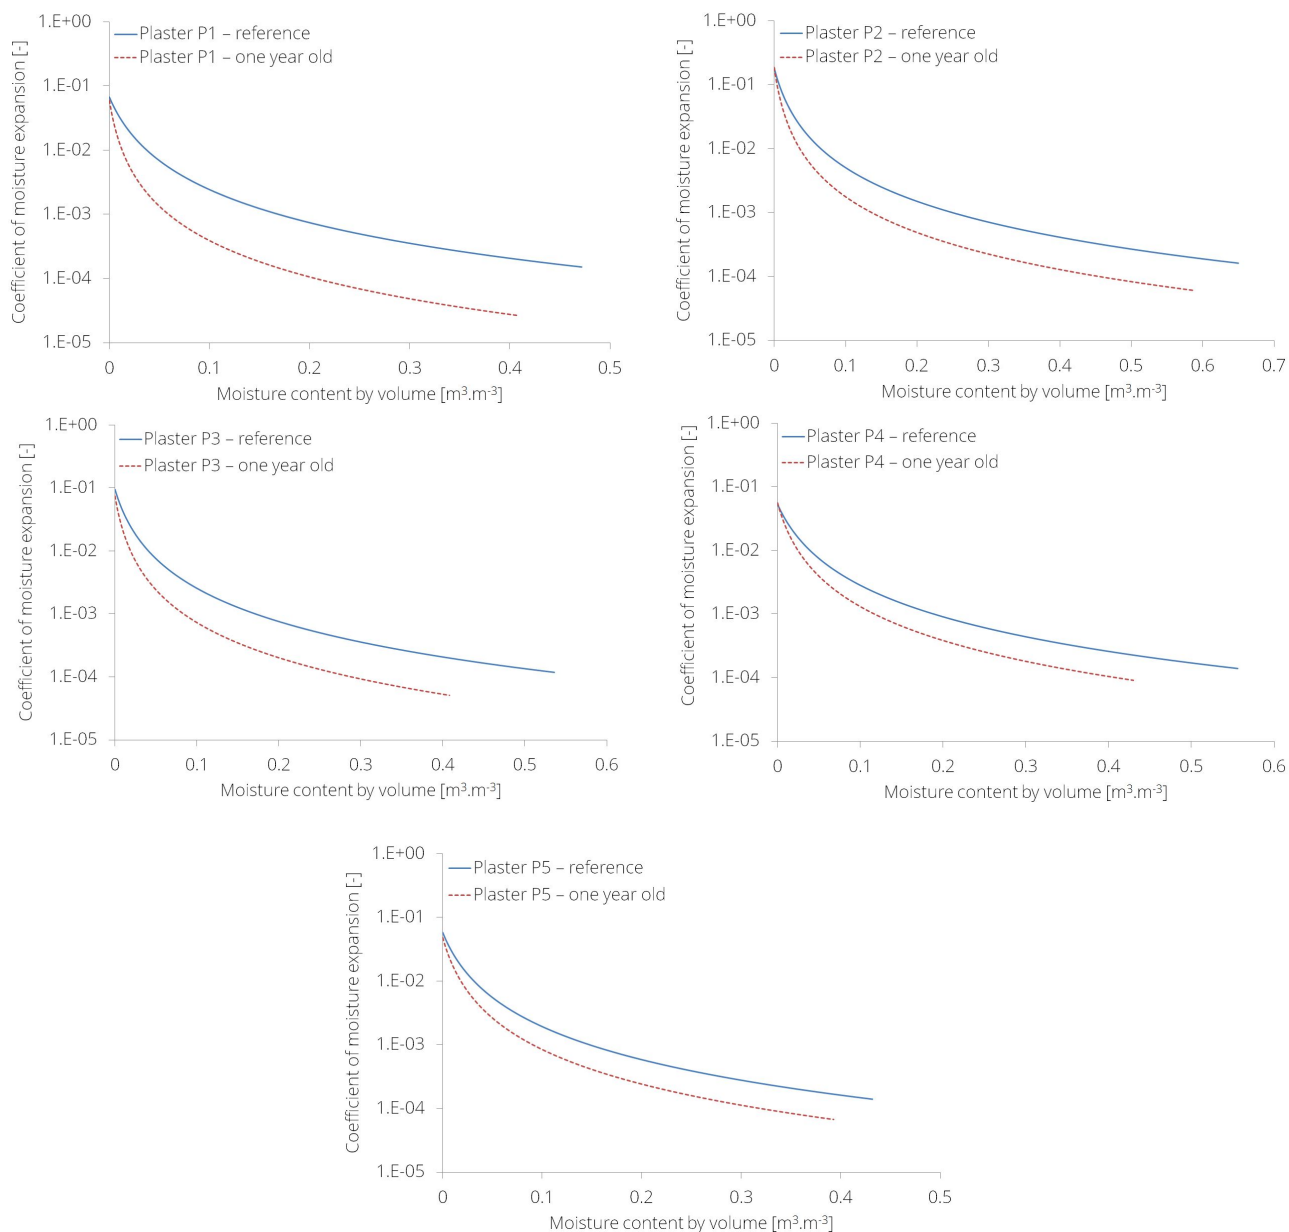 Coefficient of moisture expansion [-]
1.E+00
1.E-01
1.E-02
1.E-03
1.E-04
1.E-05
Plaster P1 – reference
Plaster P1 – one year old
0 0.1 0.2 0.3 0.4 0.5
Moisture content by volume [m³.m⁻³]
Coefficient of moisture expansion [-]
1.E+00
1.E-01
1.E-02
1.E-03
1.E-04
1.E-05
Plaster P2 – reference
Plaster P2 – one year old
0 0.1 0.2 0.3 0.4 0.5 0.6 0.7
Moisture content by volume [m³.m⁻³]
Coefficient of moisture expansion [-]
1.E+00
1.E-01
1.E-02
1.E-03
1.E-04
1.E-05
Plaster P3 – reference
Plaster P3 – one year old
0 0.1 0.2 0.3 0.4 0.5 0.6
Moisture content by volume [m³.m⁻³]
Coefficient of moisture expansion [-]
1.E+00
1.E-01
1.E-02
1.E-03
1.E-04
1.E-05
Plaster P4 – reference
Plaster P4 – one year old
0 0.1 0.2 0.3 0.4 0.5 0.6
Moisture content by volume [m³.m⁻³]
Coefficient of moisture expansion [-]
1.E+00
1.E-01
1.E-02
1.E-03
1.E-04
1.E-05
Plaster P5 – reference
Plaster P5 – one year old
0 0.1 0.2 0.3 0.4 0.5
Moisture content by volume [m³.m⁻³]